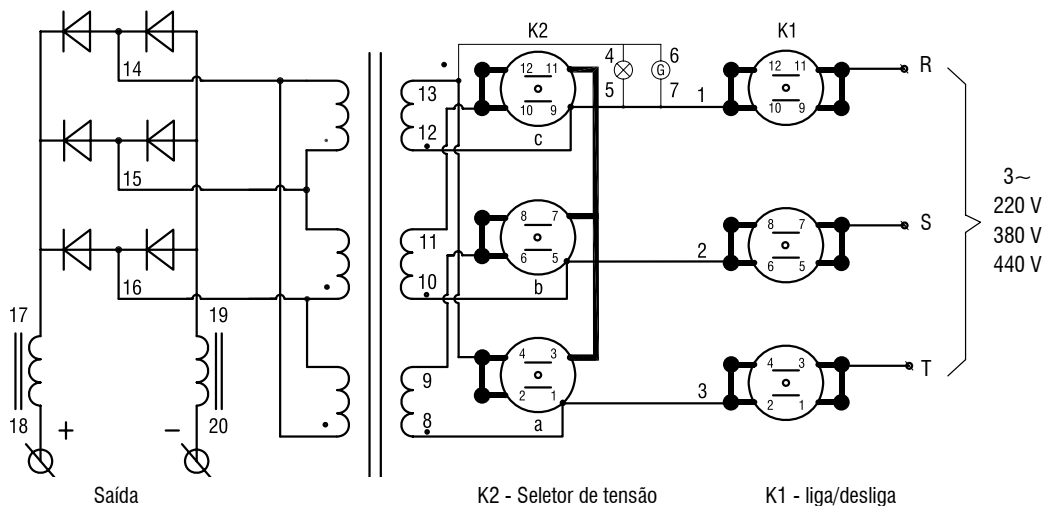 K2
K1
14
15
16
17
18
19
20
+
−
13
12
11
10
9
8
12 11
10 9
c
8 7
6 5
b
4 3
2 1
a
4
5
6
G
7
1
2
3
12 11
10 9
8 7
6 5
4 3
2 1
R
S
T
3~
220 V
380 V
440 V
Saída
K2 - Seletor de tensão
K1 - liga/desliga